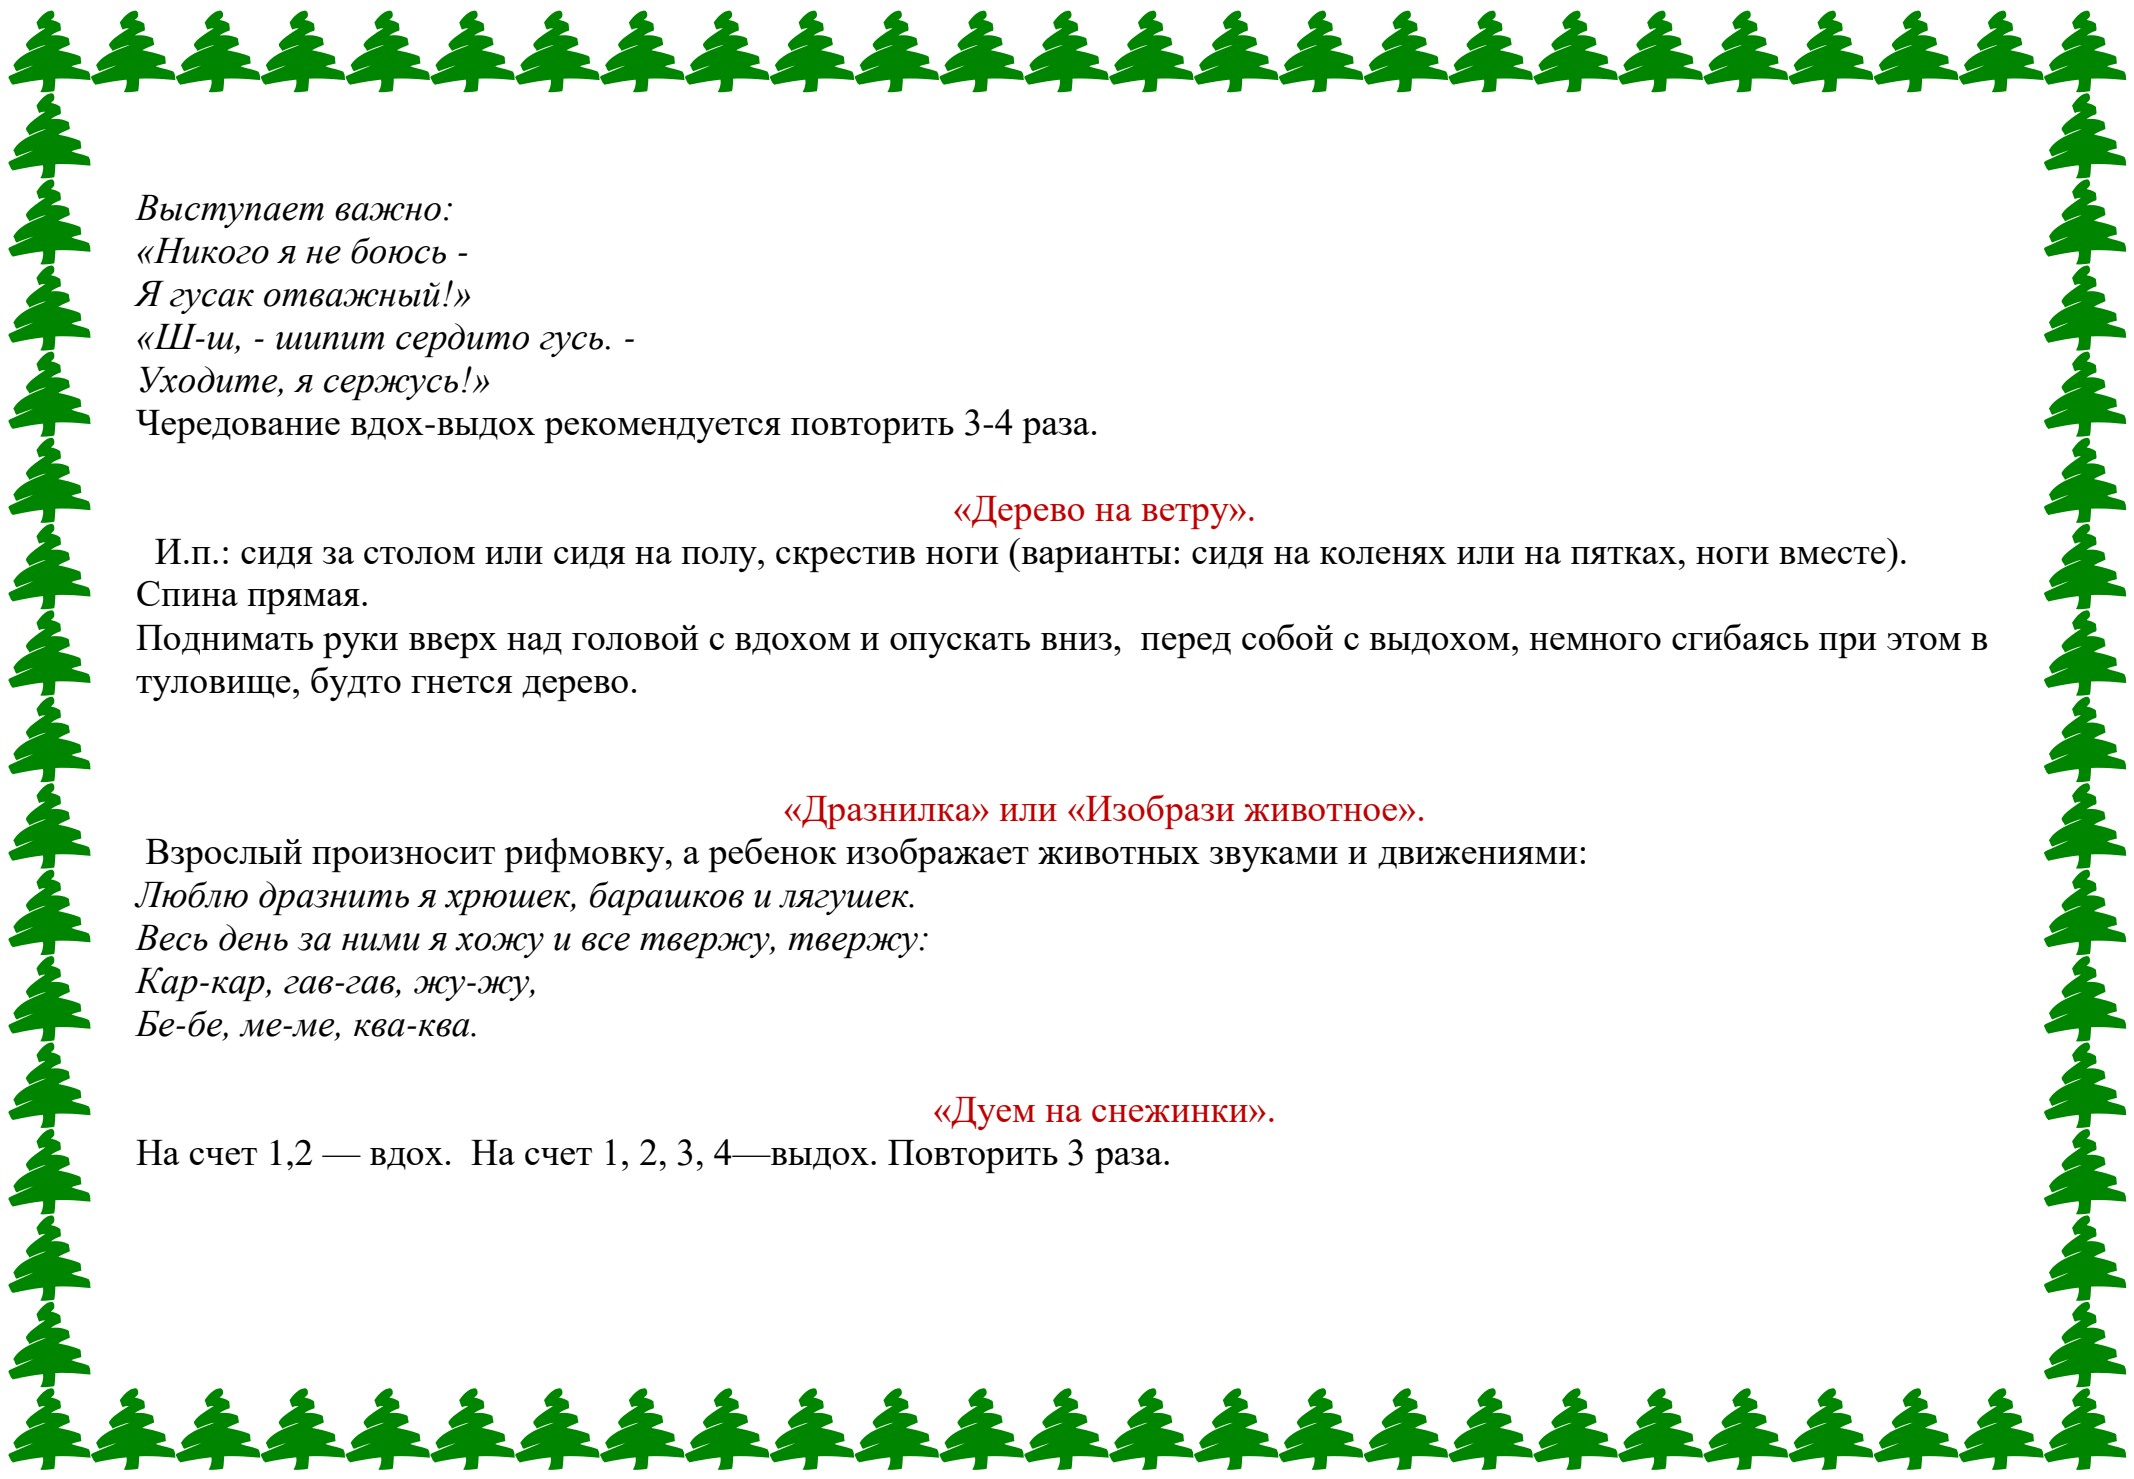 Выступает важно:
«Никого я не боюсь -
Я гусак отважный!»
«Ш-ш, - шипит сердито гусь. -
Уходите, я сержусь!»
Чередование вдох-выдох рекомендуется повторить 3-4 раза.
«Дерево на ветру».
И.п.: сидя за столом или сидя на полу, скрестив ноги (варианты: сидя на коленях или на пятках, ноги вместе).
Спина прямая.
Поднимать руки вверх над головой с вдохом и опускать вниз,  перед собой с выдохом, немного сгибаясь при этом в
туловище, будто гнется дерево.
«Дразнилка» или «Изобрази животное».
Взрослый произносит рифмовку, а ребенок изображает животных звуками и движениями:
Люблю дразнить я хрюшек, барашков и лягушек.
Весь день за ними я хожу и все твержу, твержу:
Кар-кар, гав-гав, жу-жу,
Бе-бе, ме-ме, ква-ква.
«Дуем на снежинки».
На счет 1,2 — вдох.  На счет 1, 2, 3, 4—выдох. Повторить 3 раза.